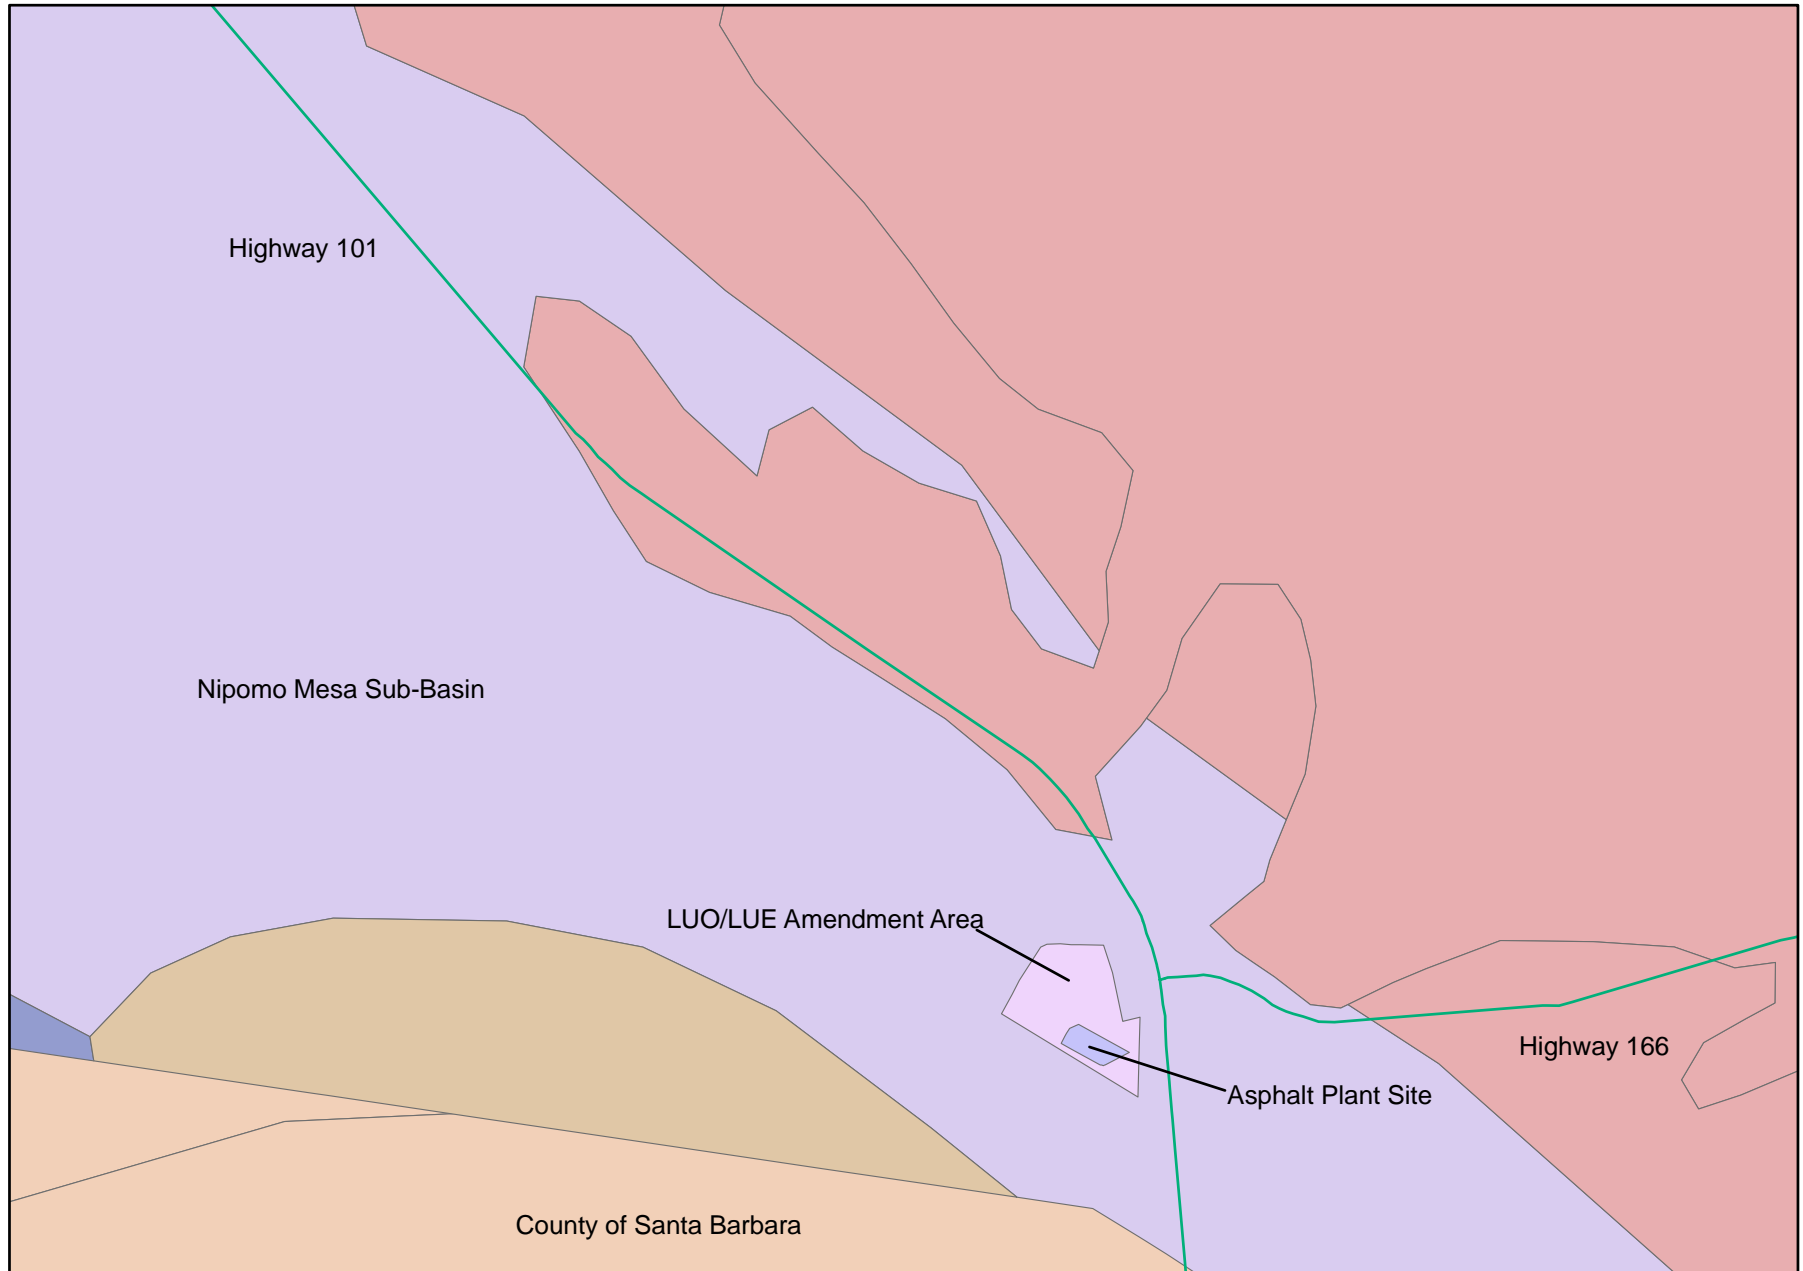 Highway 101
Nipomo Mesa Sub-Basin
LUO/LUE Amendment Area
Highway 166
Asphalt Plant Site
County of Santa Barbara